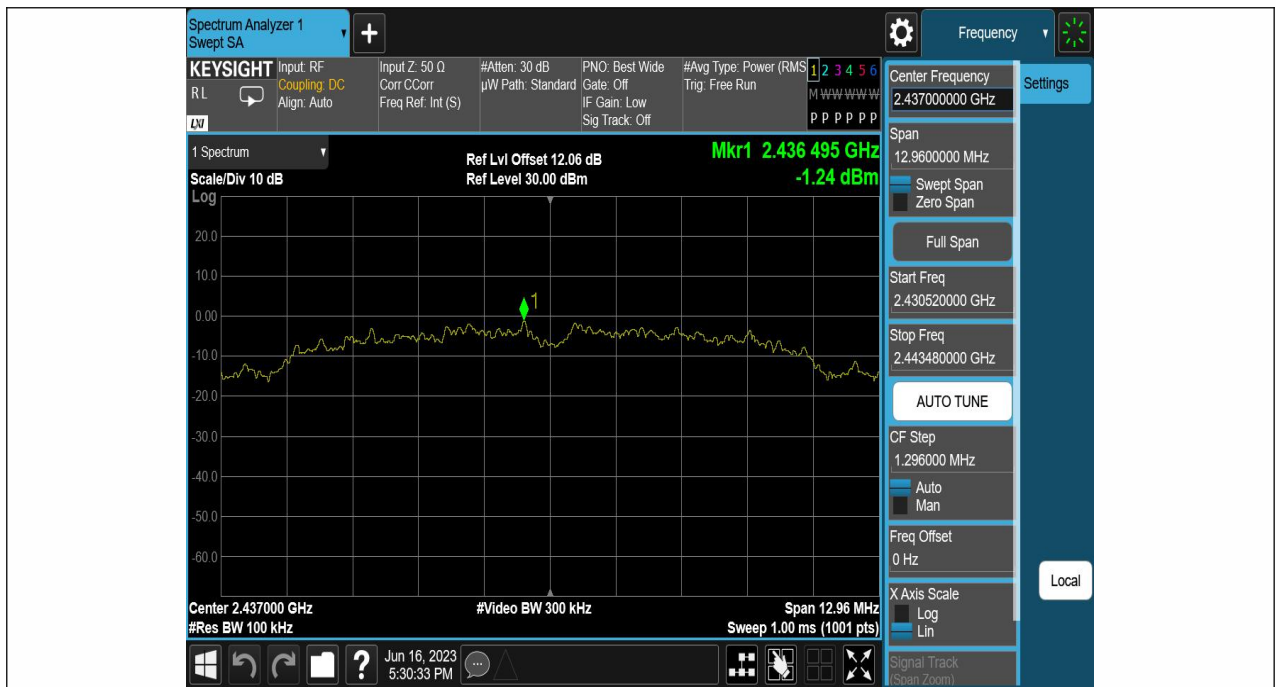 Spectrum Analyzer 1
Swept SA
+
Frequency
KEYSIGHT
RL
LXI
Input: RF
Coupling: DC
Align: Auto
Input Z: 50 Ω
Corr CCorr
Freq Ref: Int (S)
#Atten: 30 dB
µW Path: Standard
PNO: Best Wide
Gate: Off
IF Gain: Low
Sig Track: Off
#Avg Type: Power (RMS
Trig: Free Run
1 2 3 4 5 6
M W W W W W
P P P P P P
Settings
Center Frequency
2.437000000 GHz
Span
12.9600000 MHz
Swept Span
Zero Span
Full Span
Start Freq
2.430520000 GHz
Stop Freq
2.443480000 GHz
AUTO TUNE
CF Step
1.296000 MHz
Auto
Man
Freq Offset
0 Hz
X Axis Scale
Log
Lin
Signal Track
(Span Zoom)
Local
1 Spectrum
Scale/Div 10 dB
Log
Ref Lvl Offset 12.06 dB
Ref Level 30.00 dBm
Mkr1 2.436 495 GHz
-1.24 dBm
20.0
10.0
0.00
-10.0
-20.0
-30.0
-40.0
-50.0
-60.0
1
Center 2.437000 GHz
#Res BW 100 kHz
#Video BW 300 kHz
Span 12.96 MHz
Sweep 1.00 ms (1001 pts)
?
Jun 16, 2023
5:30:33 PM